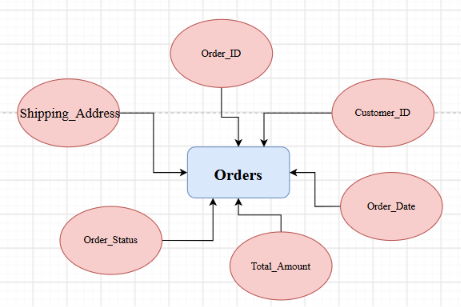 Order_ID
Shipping_Address
Customer_ID
Orders
Order_Date
Order_Status
Total_Amount